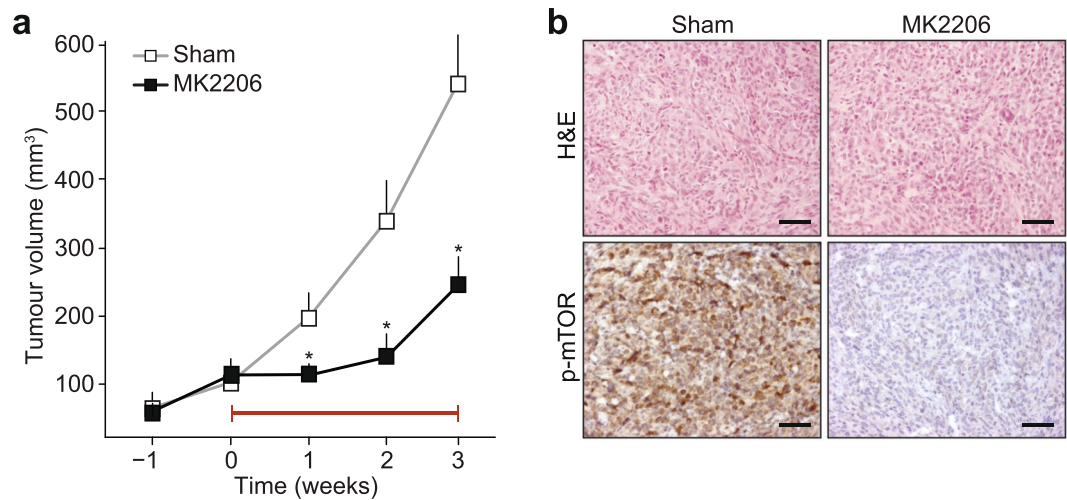 a
Sham
MK2206
600
500
400
300
200
100
Tumour volume (mm³)
*
*
*
−1
0
1
2
3
Time (weeks)
b
Sham
MK2206
H&E
p-mTOR